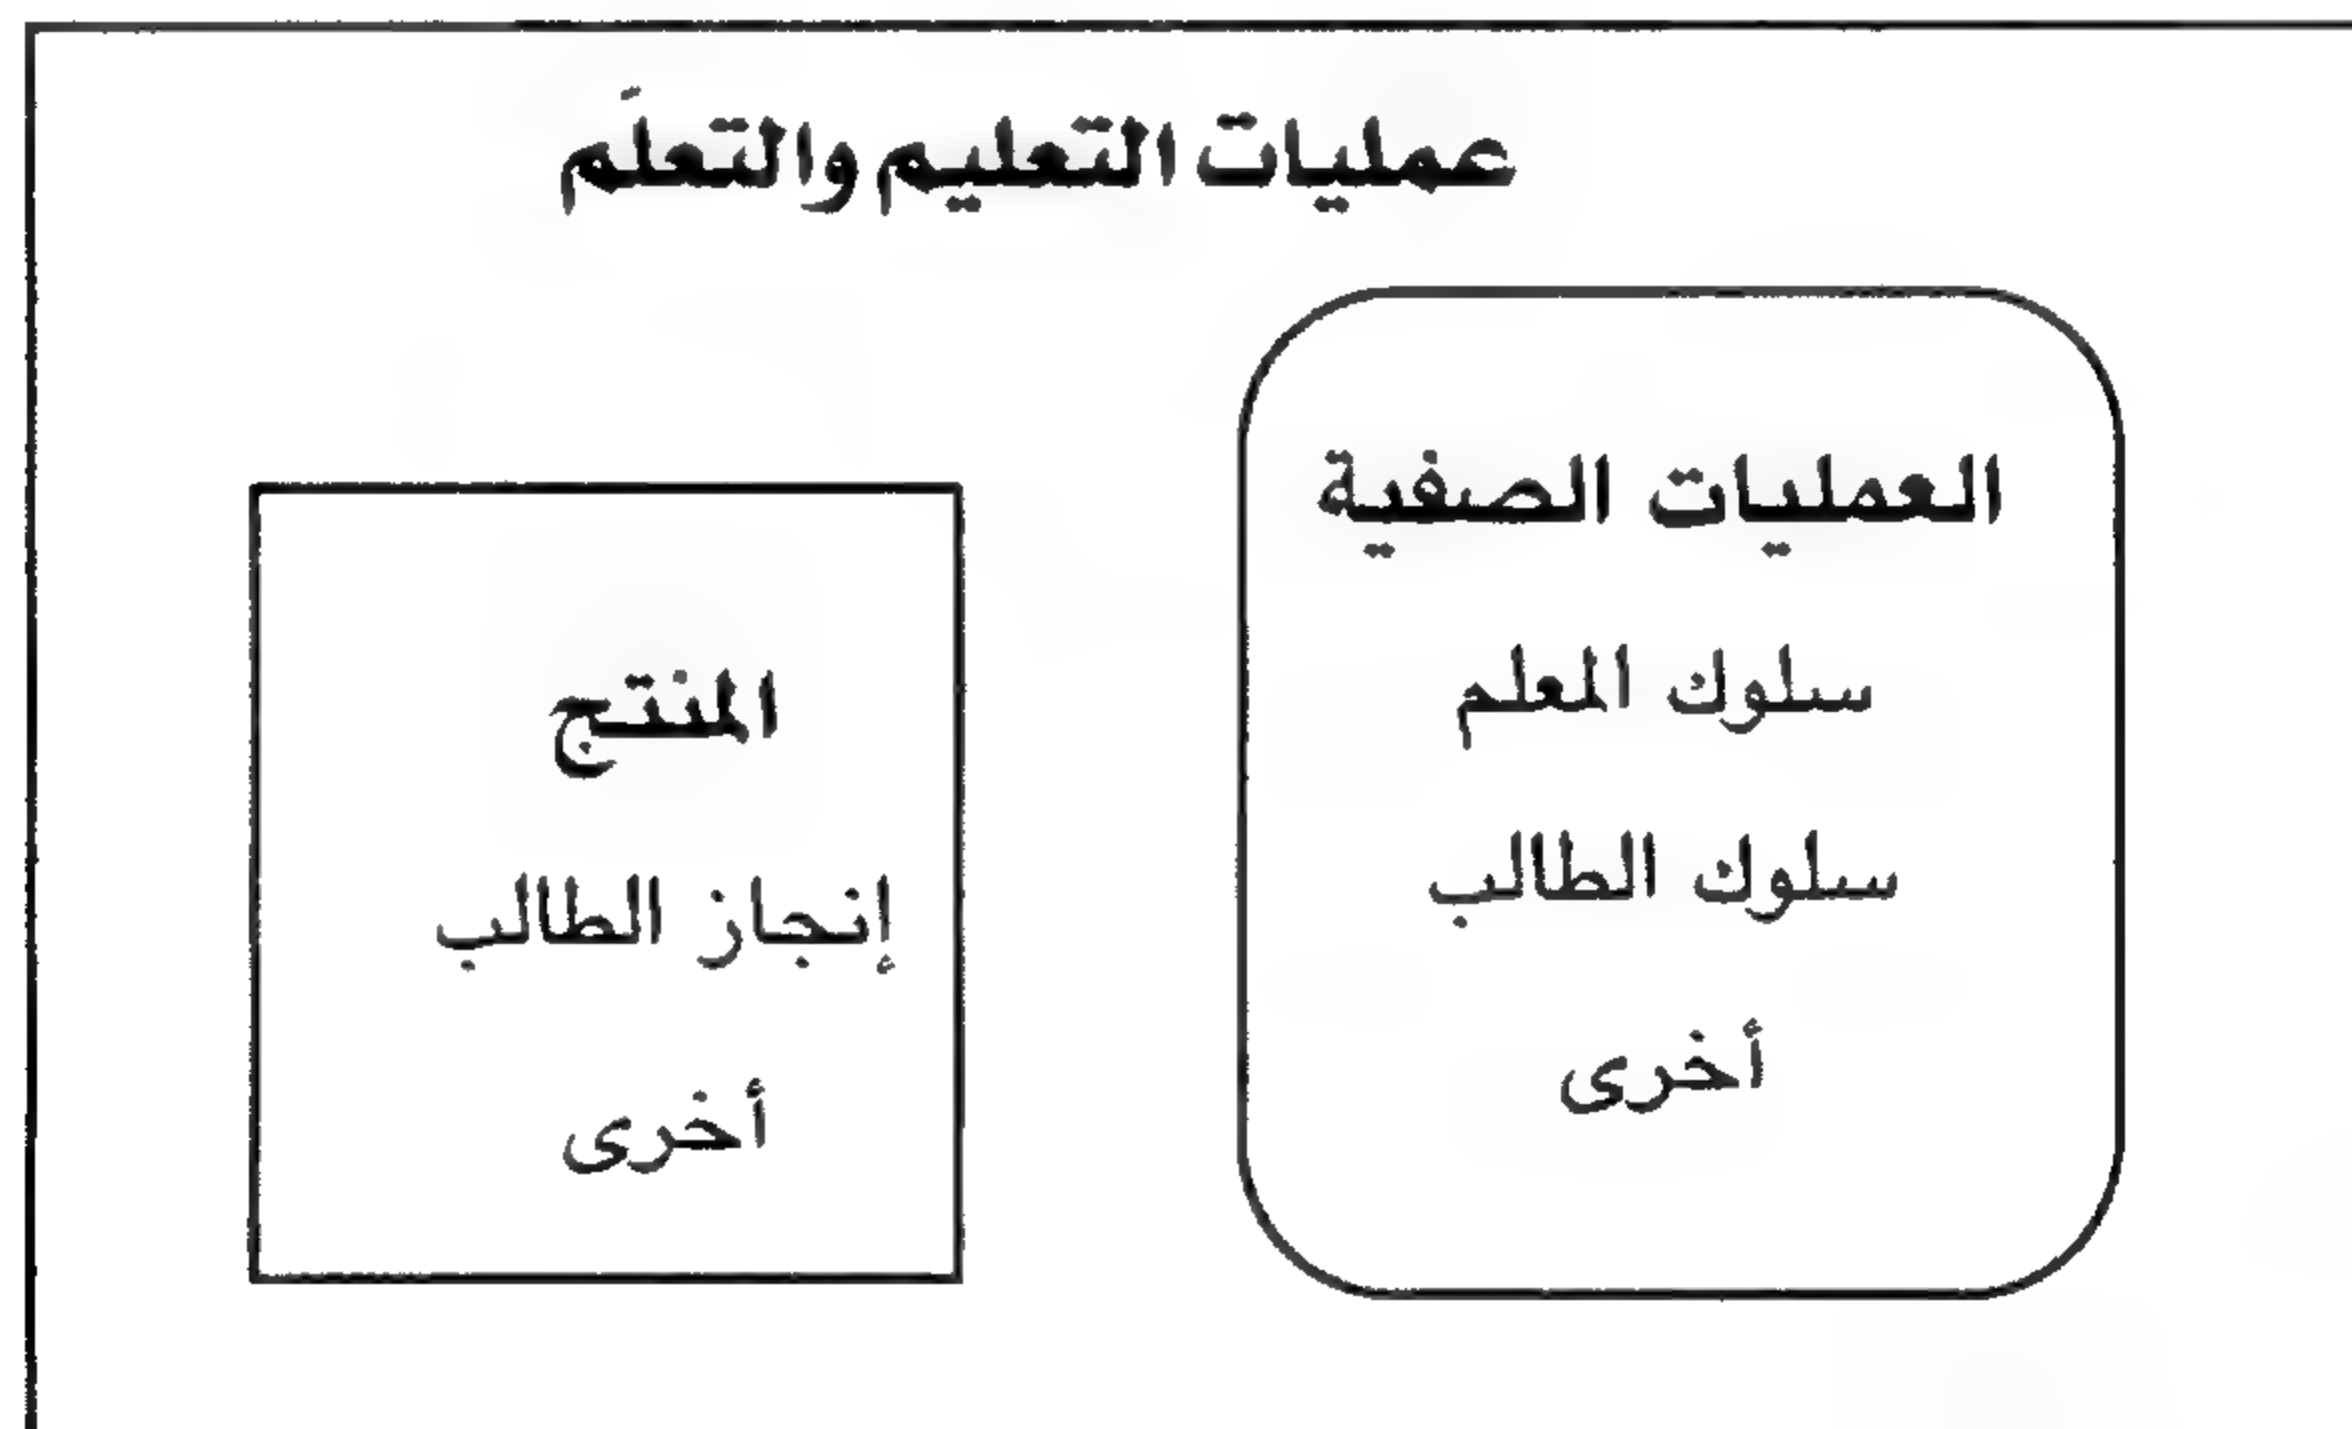 عمليات التعليم والتعلَم
العمليات الصفية
سلوك المعلم
سلوك الطالب
أخرى
المنتج
إنجاز الطالب
أخرى